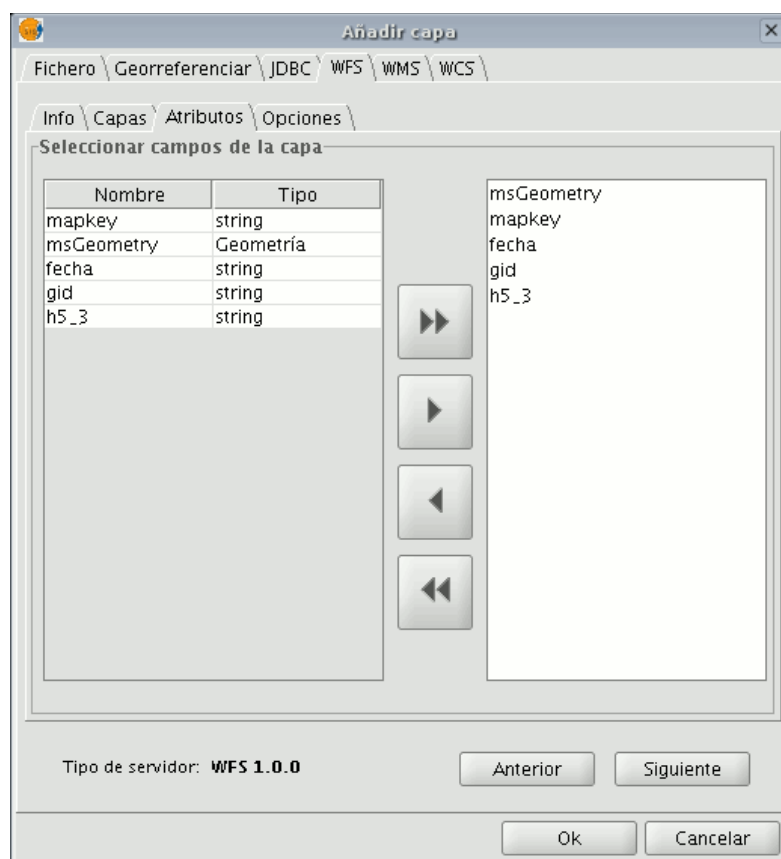 Añadir capa
Fichero Georreferenciar JDBC WFS WMS WCS
Info Capas Atributos Opciones
Seleccionar campos de la capa
Nombre Tipo
mapkey string
msGeometry Geometría
fecha string
gid string
h5_3 string
msGeometry
mapkey
fecha
gid
h5_3
Tipo de servidor: WFS 1.0.0
Anterior Siguiente
Ok Cancelar